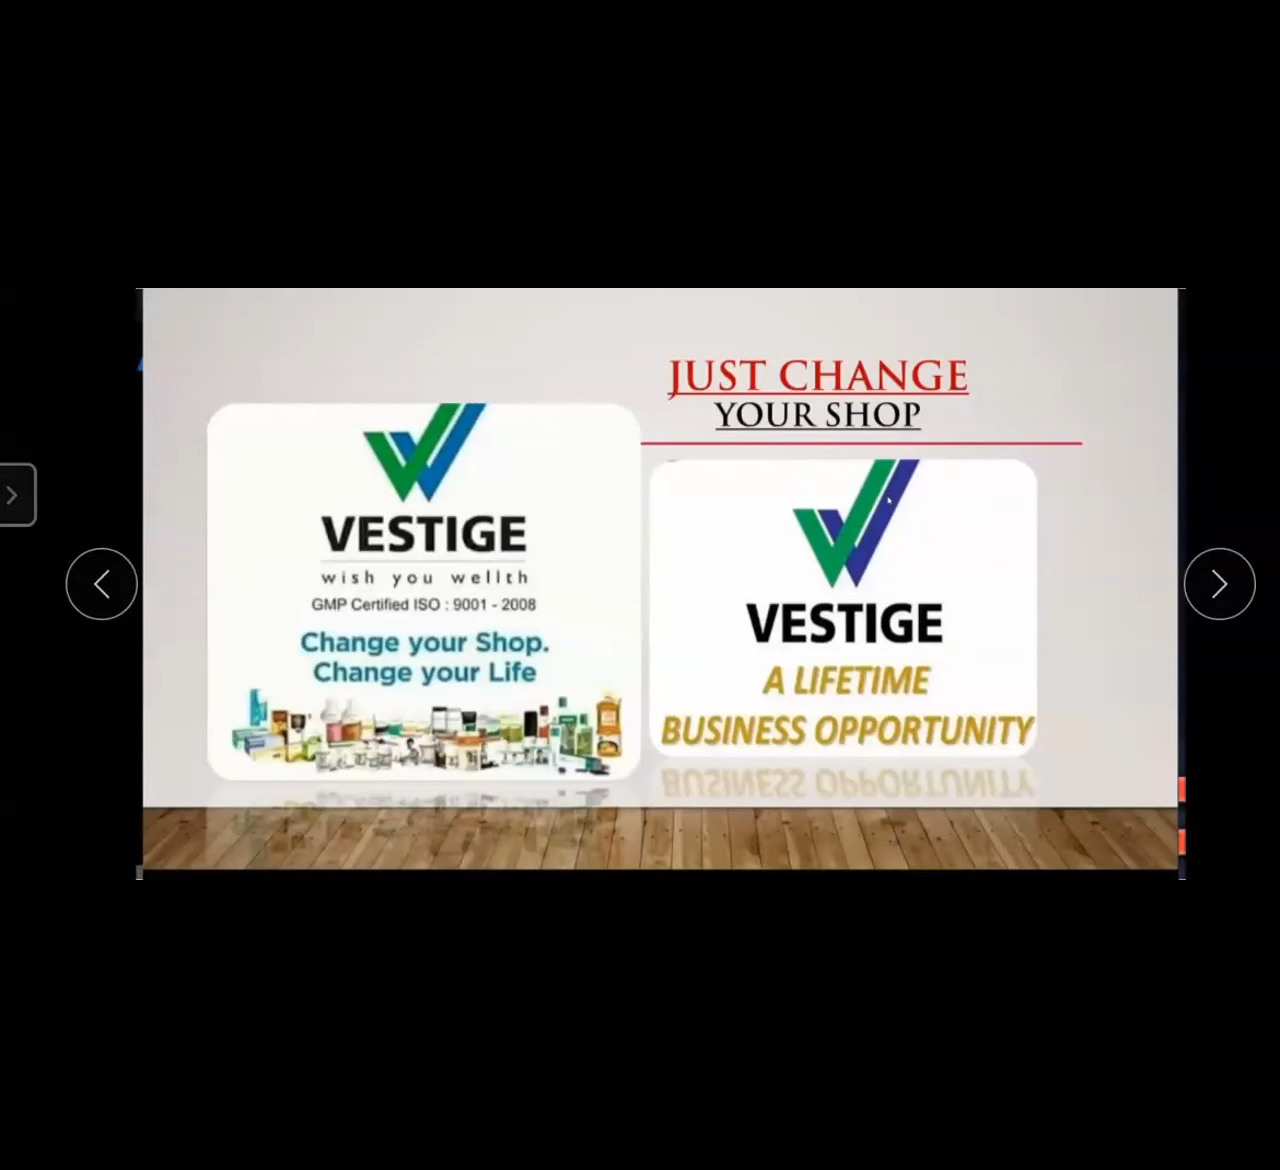 JUST CHANGE
YOUR SHOP
VESTIGE
wish you wellth
GMP Certified ISO : 9001 - 2008
Change your Shop.
Change your Life
VESTIGE
A LIFETIME
BUSINESS OPPORTUNITY